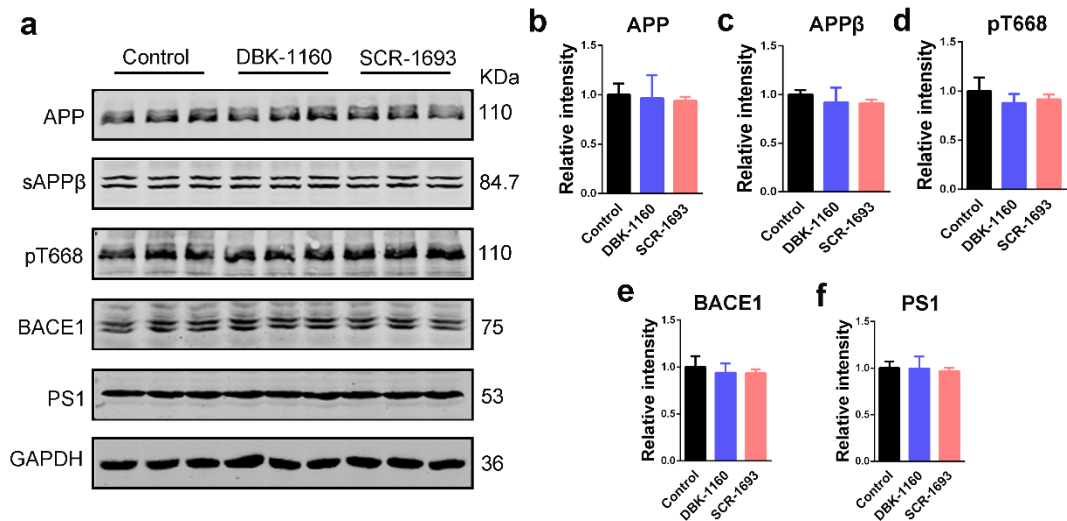 a
Control DBK-1160 SCR-1693
KDa
APP 110
sAPPβ 84.7
pT668 110
BACE1 75
PS1 53
GAPDH 36
b
APP
Relative intensity
1.5
1.0
0.5
0.0
Control
DBK-1160
SCR-1693
c
APPβ
Relative intensity
1.5
1.0
0.5
0.0
Control
DBK-1160
SCR-1693
d
pT668
Relative intensity
1.5
1.0
0.5
0.0
Control
DBK-1160
SCR-1693
e
BACE1
Relative intensity
1.5
1.0
0.5
0.0
Control
DBK-1160
SCR-1693
f
PS1
Relative intensity
1.5
1.0
0.5
0.0
Control
DBK-1160
SCR-1693